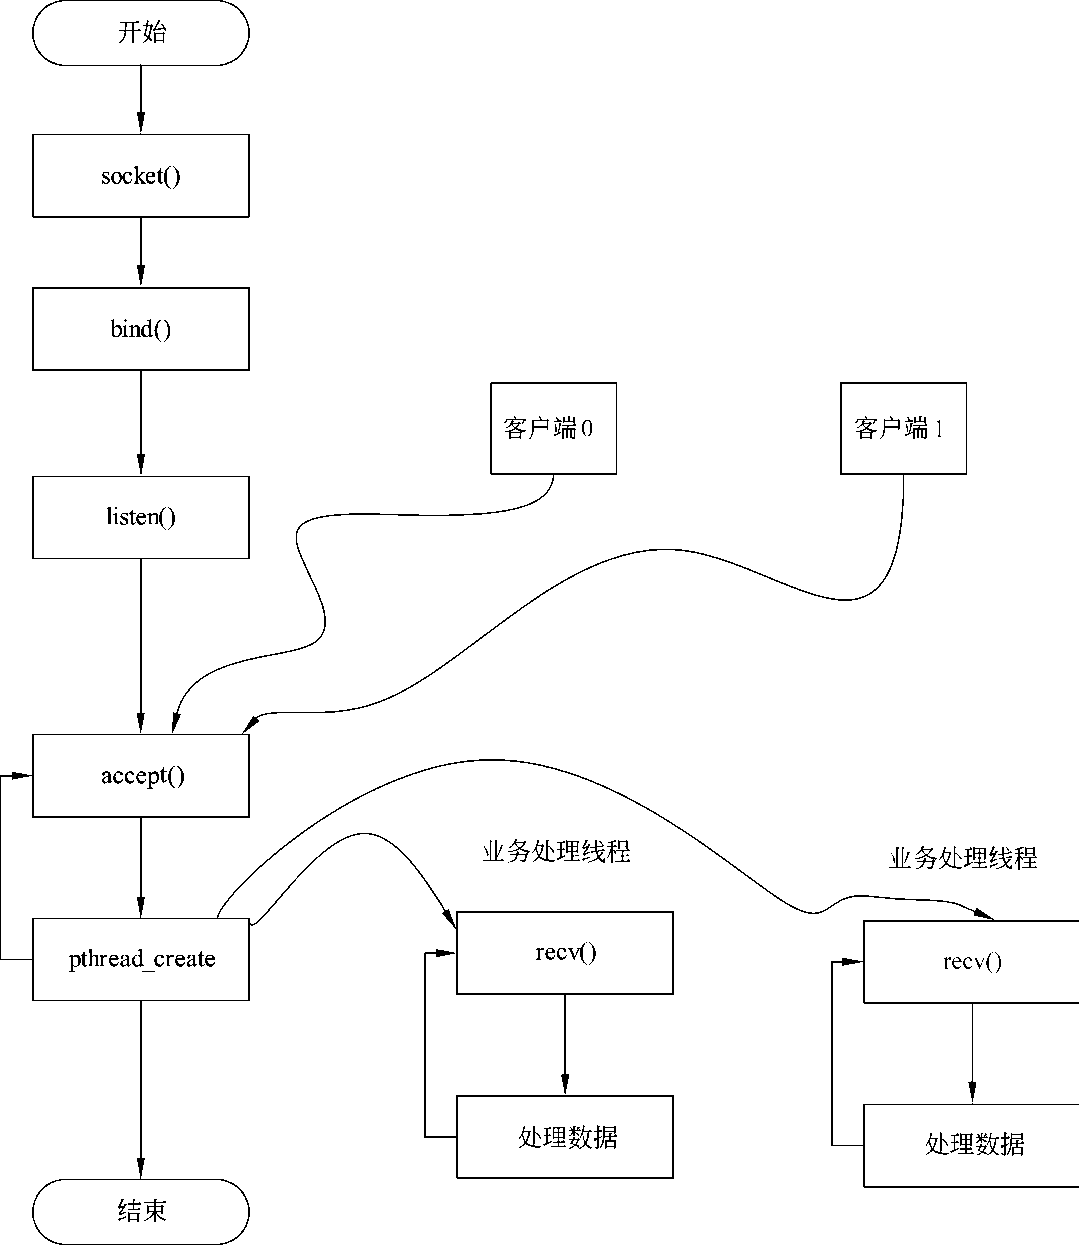 开始
socket()
bind()
客户端0
客户端1
listen()
accept()
业务处理线程
业务处理线程
pthread_create
recv()
recv()
处理数据
处理数据
结束